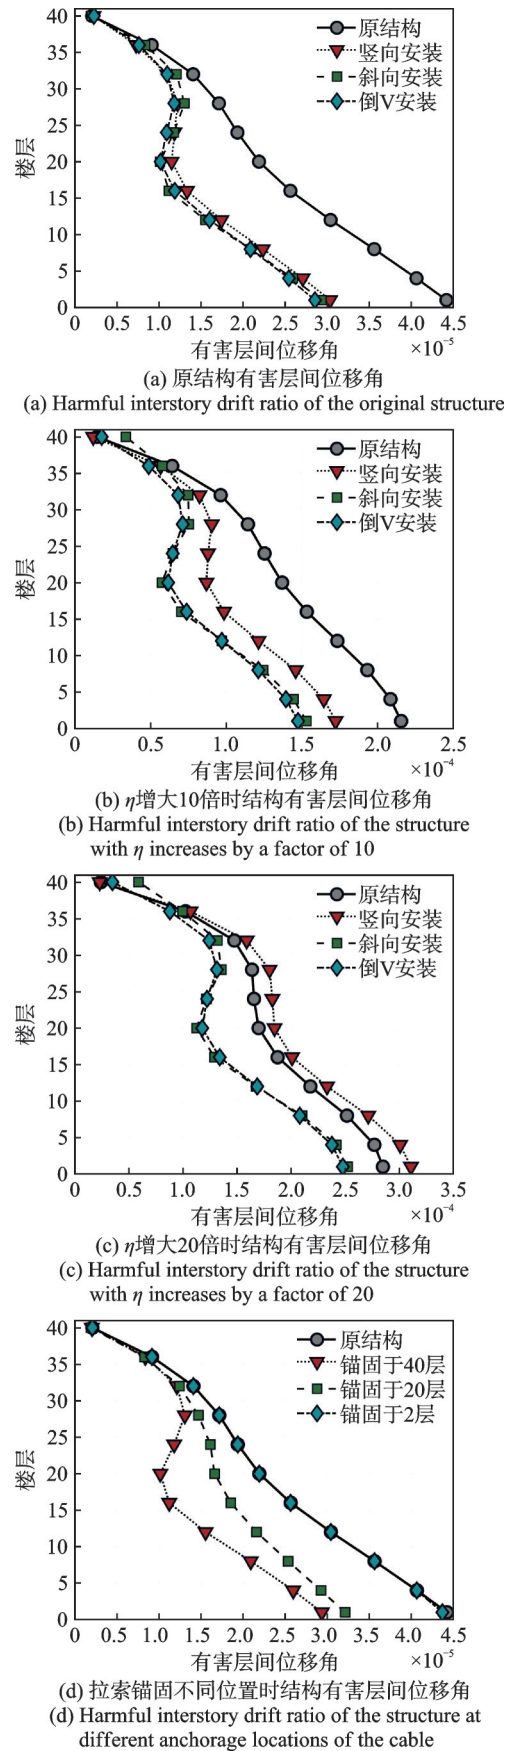 40
35
30
25
20
15
10
5
0
楼层
原结构
竖向安装
斜向安装
倒V安装
0 0.5 1.0 1.5 2.0 2.5 3.0 3.5 4.0 4.5
有害层间位移角 ×10⁻⁵
(a) 原结构有害层间位移角
(a) Harmful interstory drift ratio of the original structure
40
35
30
25
20
15
10
5
0
楼层
原结构
竖向安装
斜向安装
倒V安装
0 0.5 1.0 1.5 2.0 2.5
有害层间位移角 ×10⁻⁴
(b) η增大10倍时结构有害层间位移角
(b) Harmful interstory drift ratio of the structure
with η increases by a factor of 10
40
35
30
25
20
15
10
5
0
楼层
原结构
竖向安装
斜向安装
倒V安装
0 0.5 1.0 1.5 2.0 2.5 3.0 3.5
有害层间位移角 ×10⁻⁴
(c) η增大20倍时结构有害层间位移角
(c) Harmful interstory drift ratio of the structure
with η increases by a factor of 20
40
35
30
25
20
15
10
5
0
楼层
原结构
锚固于40层
锚固于20层
锚固于2层
0 0.5 1.0 1.5 2.0 2.5 3.0 3.5 4.0 4.5
有害层间位移角 ×10⁻⁵
(d) 拉索锚固不同位置时结构有害层间位移角
(d) Harmful interstory drift ratio of the structure at
different anchorage locations of the cable